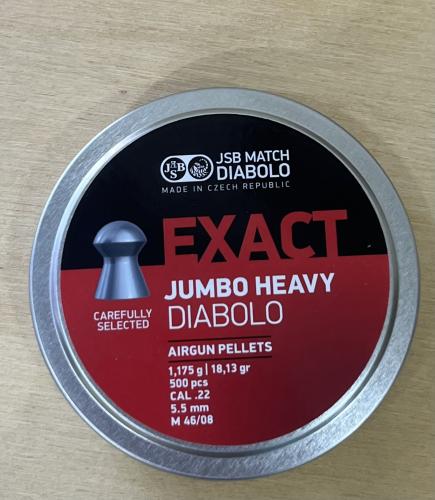 JSB
JSB MATCH
DIABOLO
MADE IN CZECH REPUBLIC
EXACT
JUMBO HEAVY
DIABOLO
CAREFULLY
SELECTED
AIRGUN PELLETS
1,175 g | 18,13 gr
500 pcs
CAL .22
5.5 mm
M 46/08